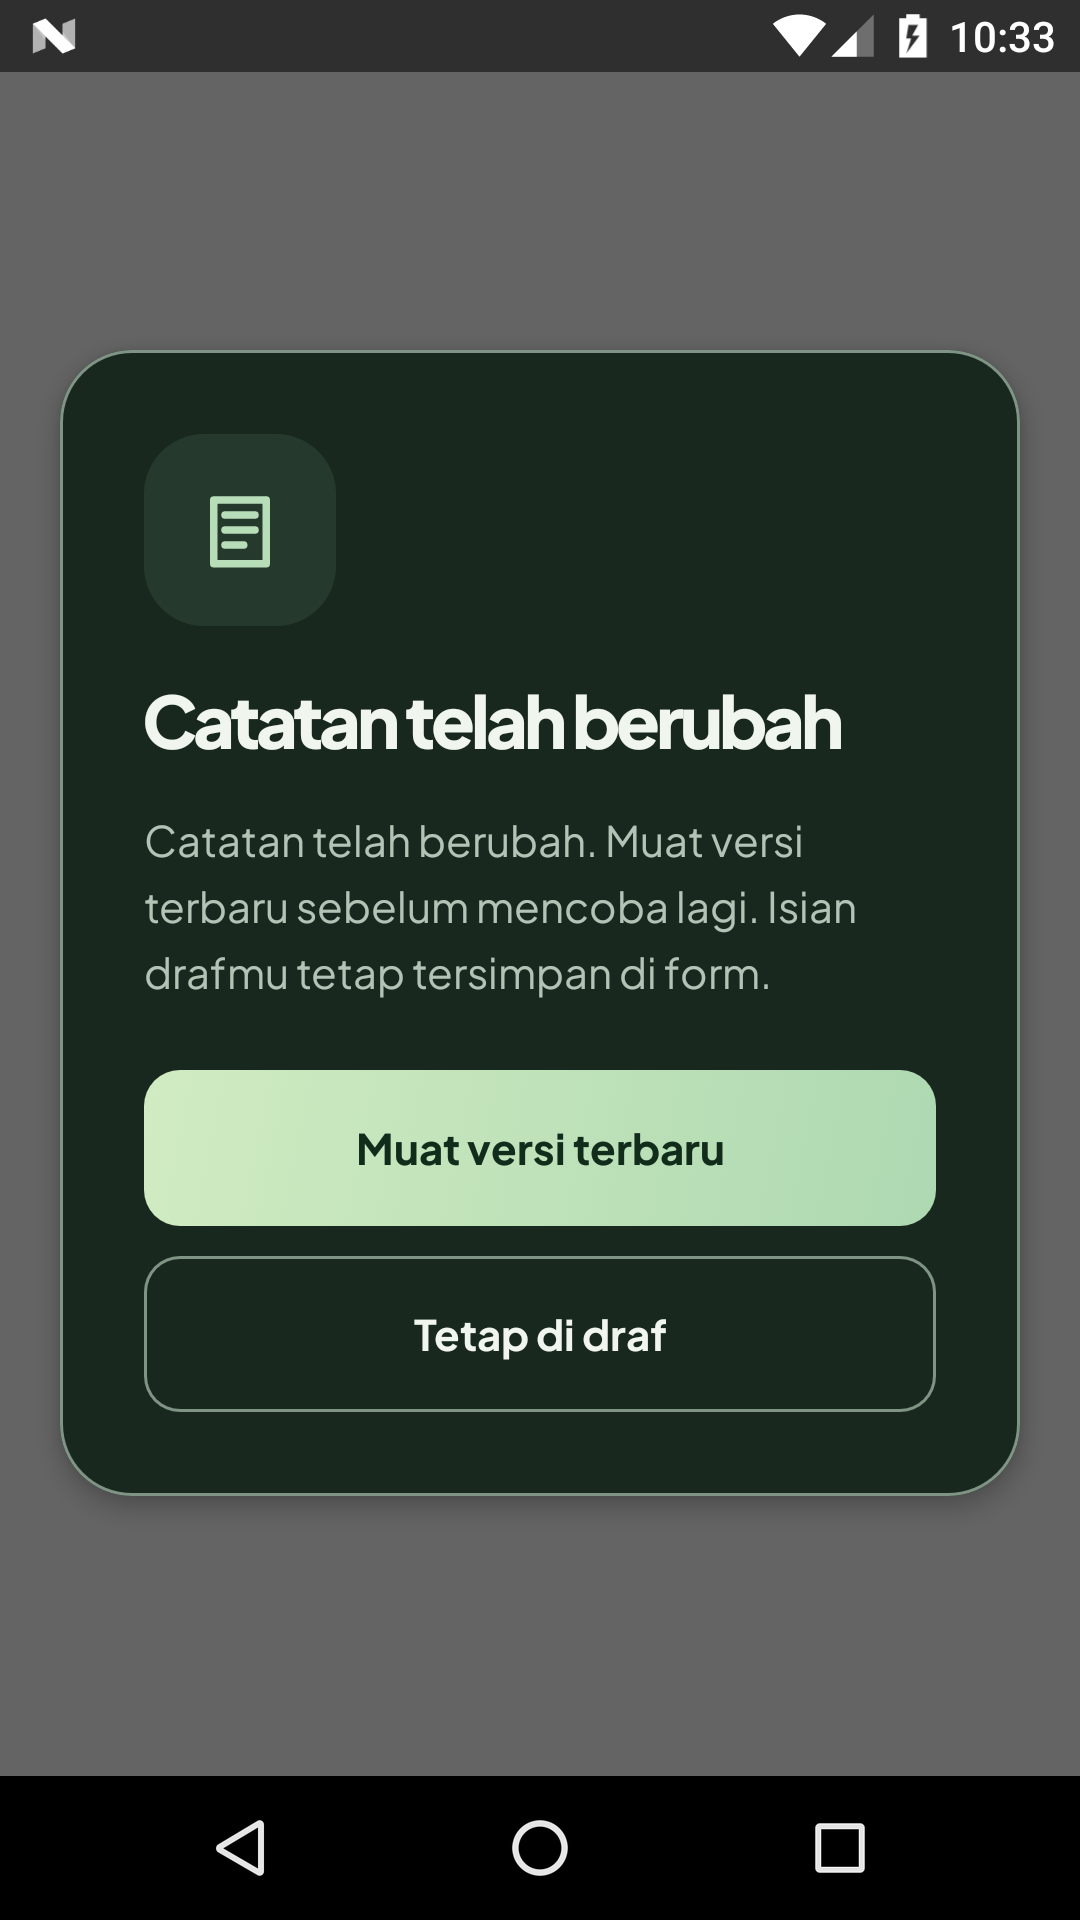 10:33
Catatan telah berubah
Catatan telah berubah. Muat versi
terbaru sebelum mencoba lagi. Isian
drafmu tetap tersimpan di form.
Muat versi terbaru
Tetap di draf